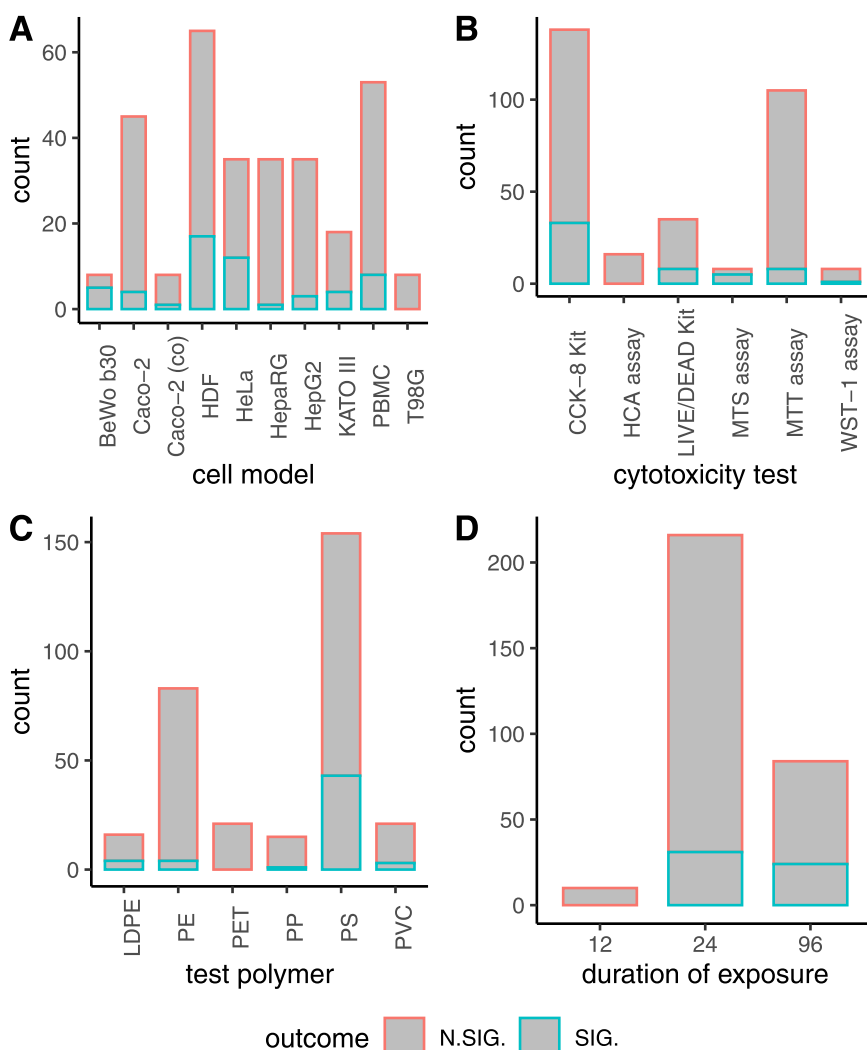 A
count
60
40
20
0
BeWo b30
Caco−2
Caco−2 (co)
HDF
HeLa
HepaRG
HepG2
KATO III
PBMC
T98G
cell model
B
count
100
50
0
CCK−8 Kit
HCA assay
LIVE/DEAD Kit
MTS assay
MTT assay
WST−1 assay
cytotoxicity test
C
count
150
100
50
0
LDPE
PE
PET
PP
PS
PVC
test polymer
D
count
200
150
100
50
0
12
24
96
duration of exposure
outcome N.SIG. SIG.